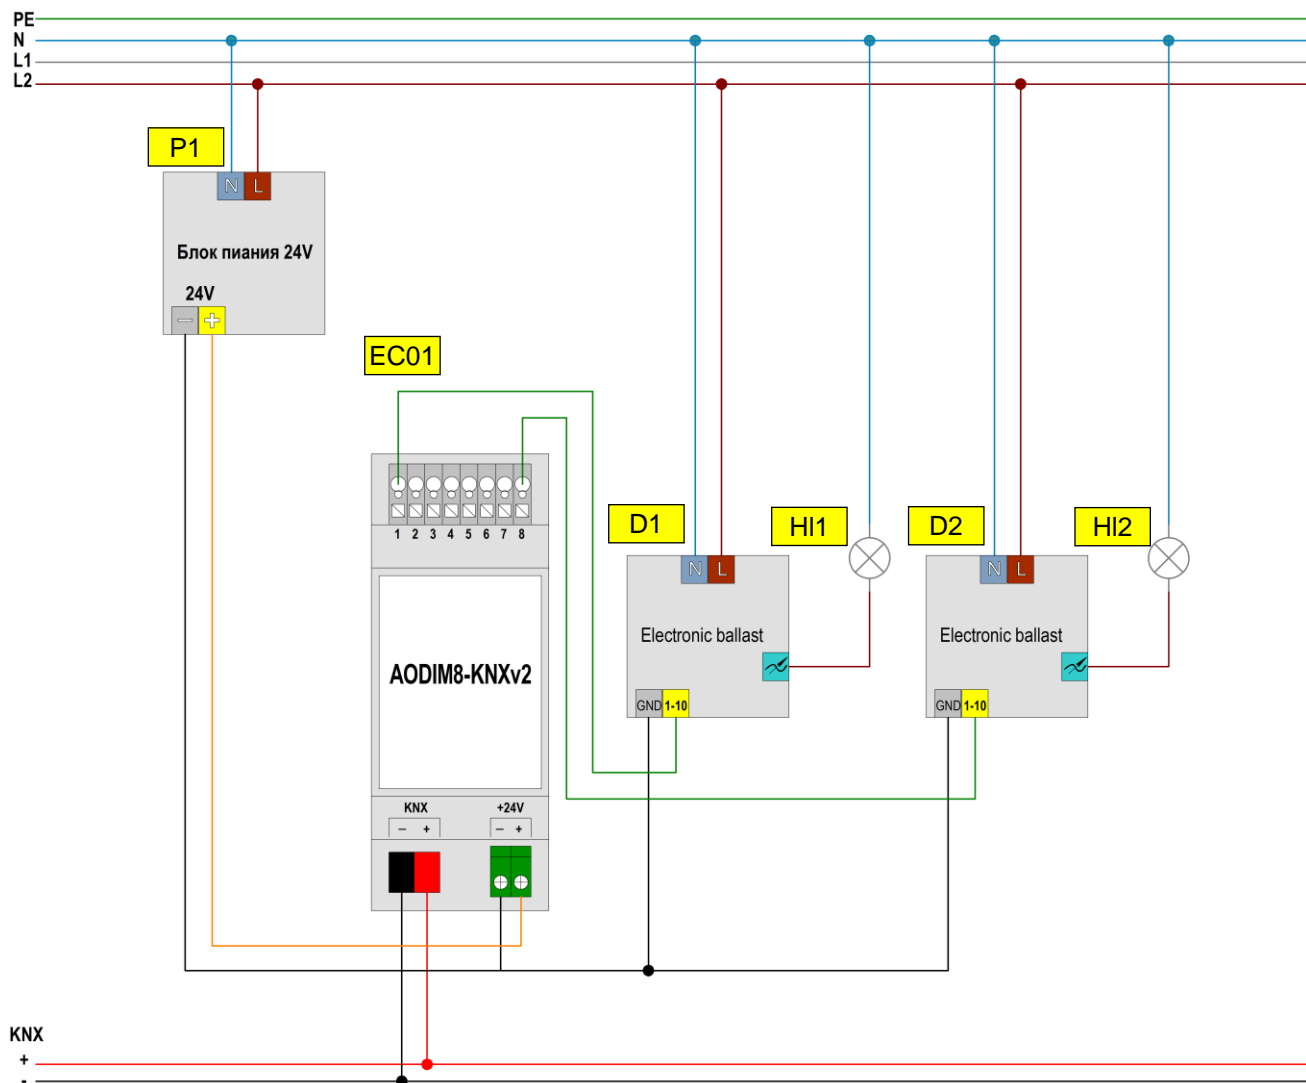 PE
N
L1
L2
P1
N L
Блок пиания 24V
24V
− +
EC01
1 2 3 4 5 6 7 8
AODIM8-KNXv2
KNX +24V
− + − +
D1
HI1
N L
Electronic ballast
GND 1-10
D2
HI2
N L
Electronic ballast
GND 1-10
KNX
+
-